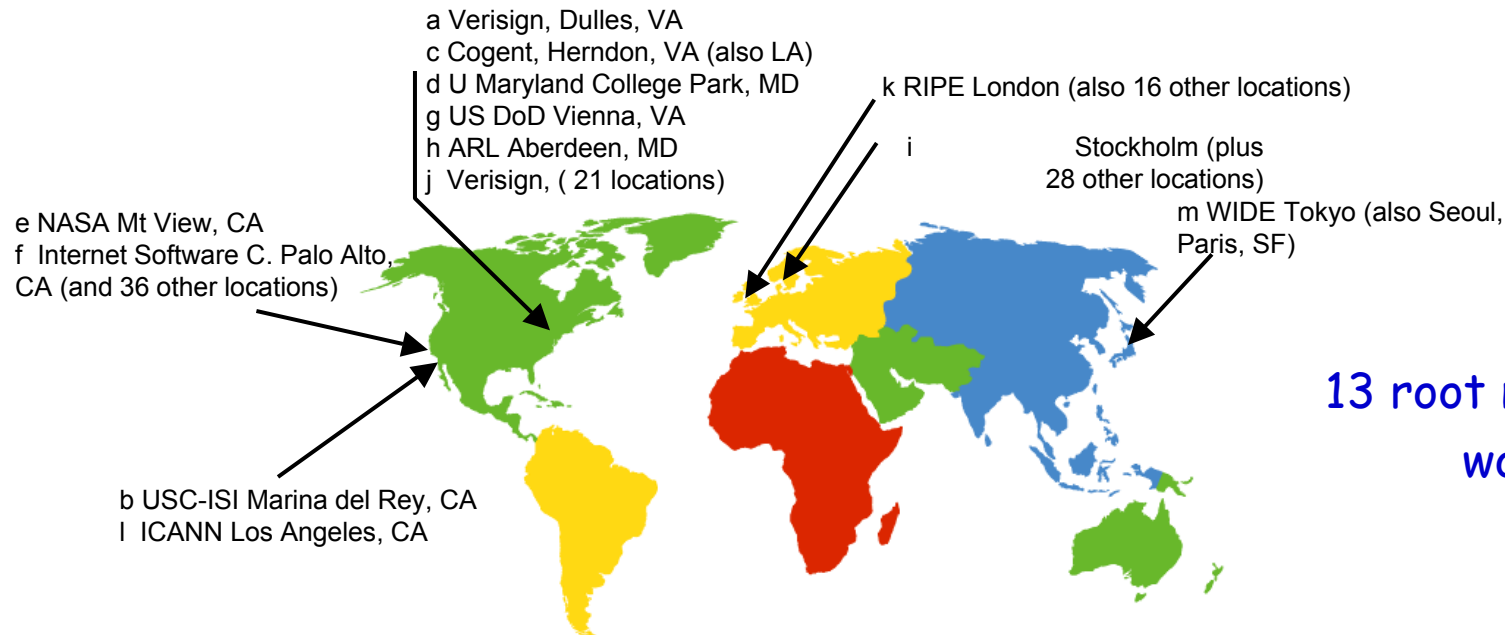 a Verisign, Dulles, VA
c Cogent, Herndon, VA (also LA)
d U Maryland College Park, MD
g US DoD Vienna, VA
h ARL Aberdeen, MD
j Verisign, ( 21 locations)
k RIPE London (also 16 other locations)
i Stockholm (plus
28 other locations)
m WIDE Tokyo (also Seoul,
Paris, SF)
e NASA Mt View, CA
f Internet Software C. Palo Alto,
CA (and 36 other locations)
13 root
b USC-ISI Marina del Rey, CA
l ICANN Los Angeles, CA